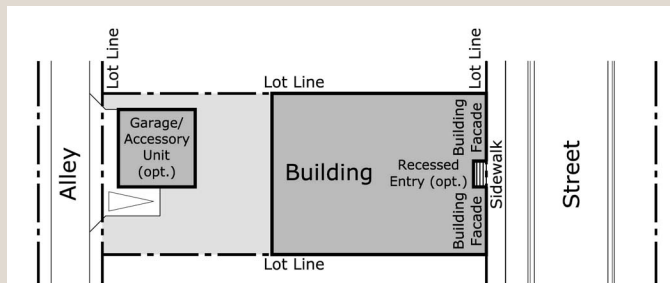 Lot Line
Lot Line
Lot Line
Alley
Garage/
Accessory
Unit
(opt.)
Building
Recessed
Entry (opt.)
Building
Facade
Building
Facade
Sidewalk
Street
Lot Line